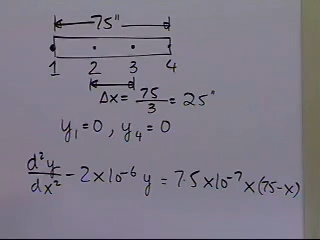 75"
1 2 3 4
Δx = 75/3 = 25"
y₁=0 , y₄ = 0
d²y/dx² - 2×10⁻⁶ y = 7.5×10⁻⁷ x(75-x)